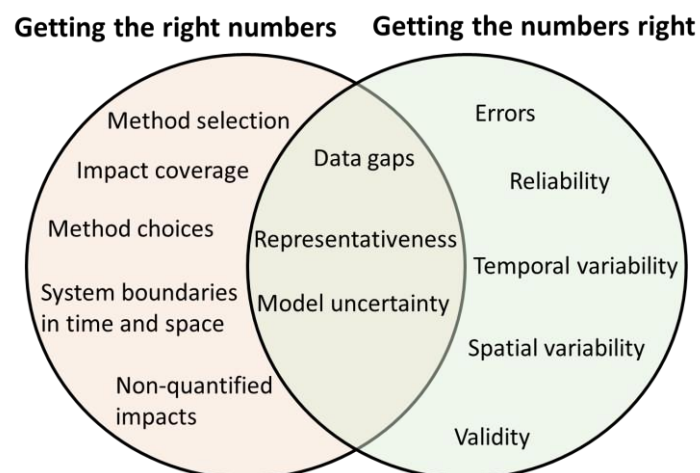 Getting the right numbers
Getting the numbers right
Method selection
Impact coverage
Method choices
System boundaries
in time and space
Non-quantified
impacts
Data gaps
Representativeness
Model uncertainty
Errors
Reliability
Temporal variability
Spatial variability
Validity